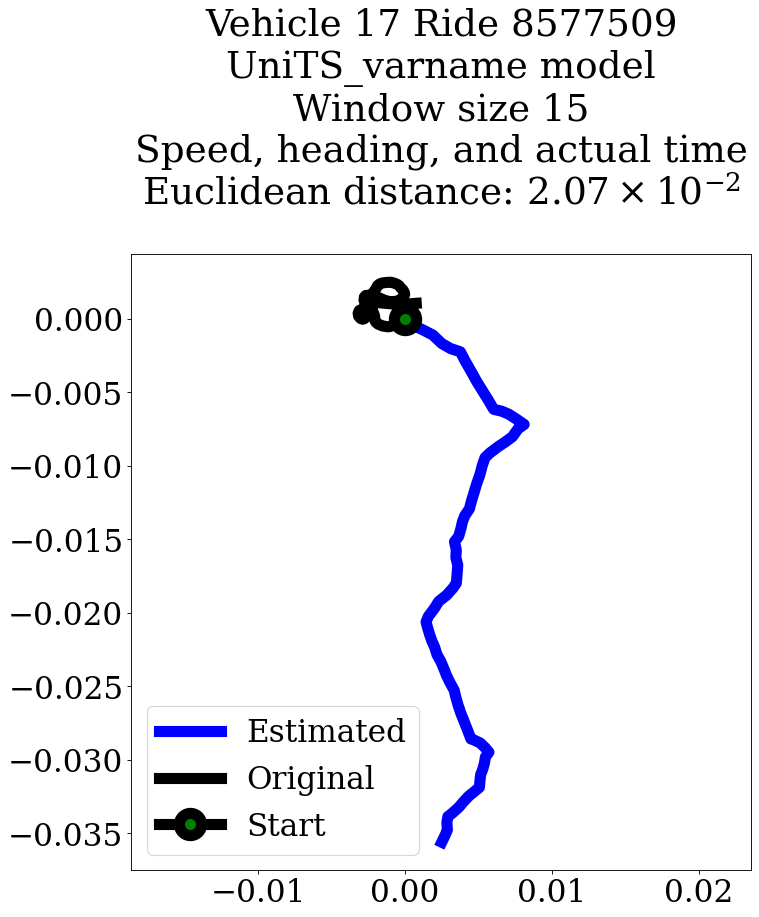 Vehicle 17 Ride 8577509
UniTS_varname model
Window size 15
Speed, heading, and actual time
Euclidean distance: 2.07 × 10⁻²
0.000
−0.005
−0.010
−0.015
−0.020
−0.025
−0.030
−0.035
Estimated
Original
Start
−0.01 0.00 0.01 0.02